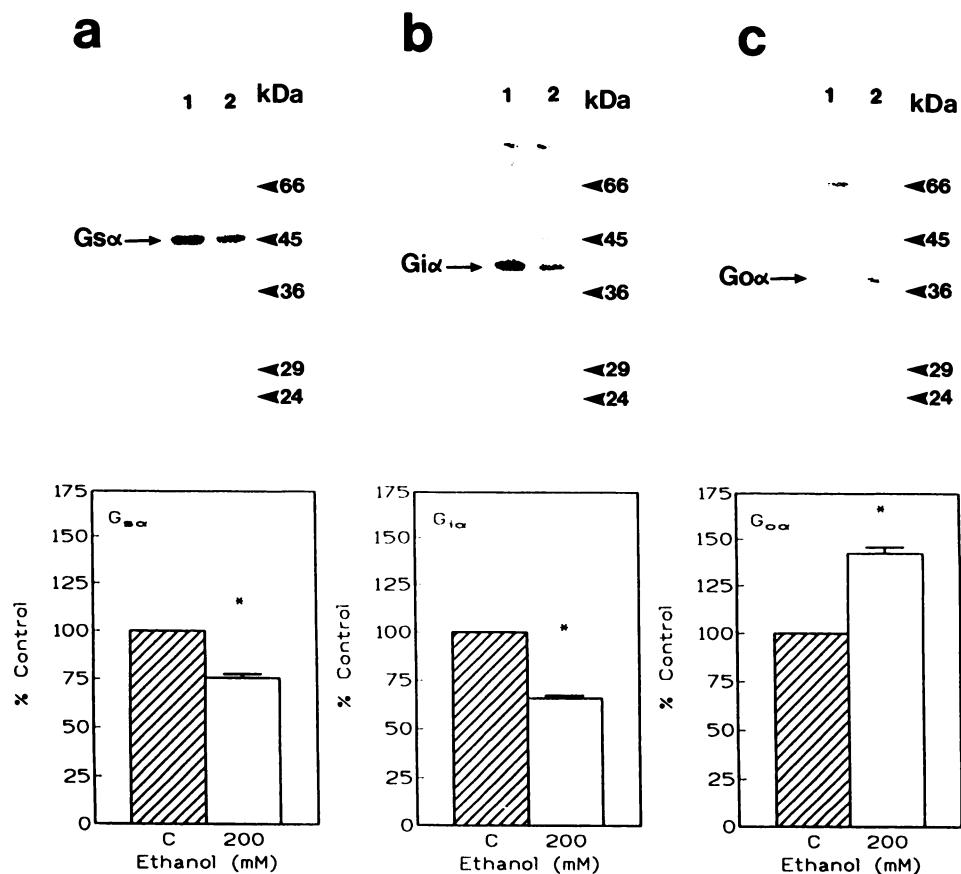 a
1 2 kDa
66
Gsα 45
36
29
24
b
1 2 kDa
66
45
Giα
36
29
24
c
1 2 kDa
66
45
Goα
36
29
24
175
Gsα
150
125
*
100
75
50
25
0
% Control
C 200
Ethanol (mM)
175
Giα
150
125
*
100
75
50
25
0
% Control
C 200
Ethanol (mM)
175
*
Goα
150
125
100
75
50
25
0
% Control
C 200
Ethanol (mM)